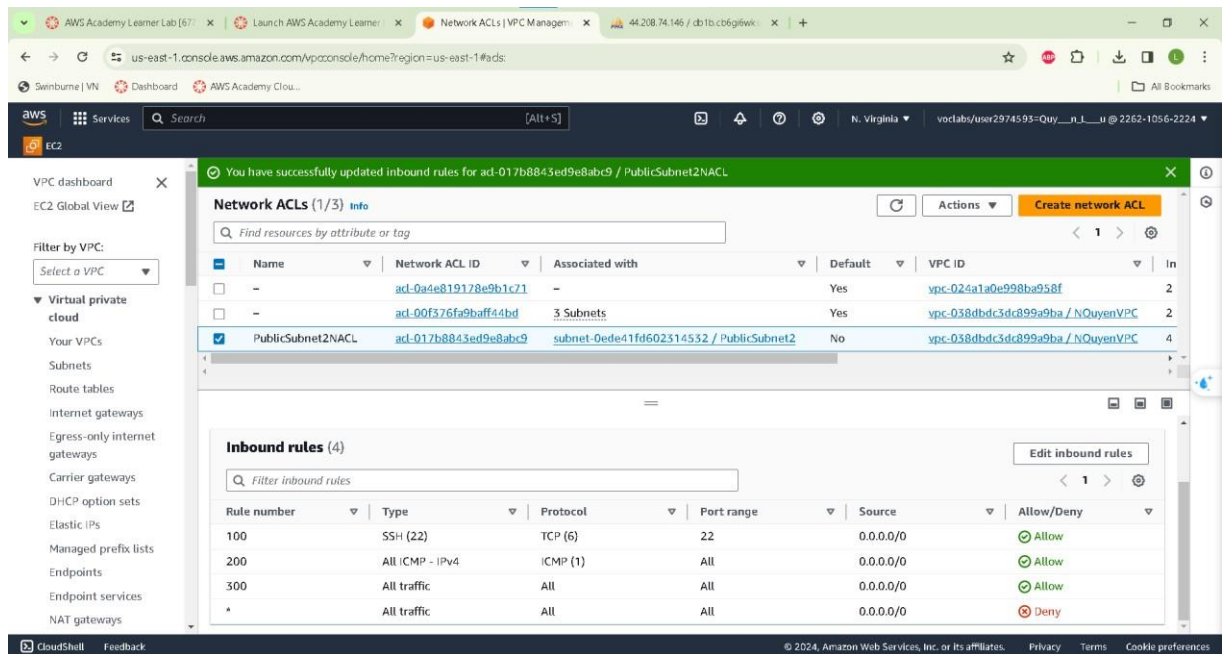 AWS Academy Learner Lab [67
Launch AWS Academy Learner
Network ACLs | VPC Managem
44.208.74.146 / db1b.cb6gi6wk
us-east-1.console.aws.amazon.com/vpcconsole/home?region=us-east-1#acls:
Swinburne | VN Dashboard AWS Academy Clou... All Bookmarks
aws Services Search [Alt+S] N. Virginia voclabs/user2974593=Quy__n_L__u @ 2262-1056-2224
EC2
VPC dashboard
EC2 Global View
Filter by VPC:
Select a VPC
Virtual private cloud
Your VPCs
Subnets
Route tables
Internet gateways
Egress-only internet gateways
Carrier gateways
DHCP option sets
Elastic IPs
Managed prefix lists
Endpoints
Endpoint services
NAT gateways
You have successfully updated inbound rules for acl-017b8843ed9e8abc9 / PublicSubnet2NACL
Network ACLs (1/3) Info Actions Create network ACL
Find resources by attribute or tag 1
Name Network ACL ID Associated with Default VPC ID In
– acl-0a4e819178e9b1c71 – Yes vpc-024a1a0e998ba958f 2
– acl-00f376fa9baff44bd 3 Subnets Yes vpc-038dbdc3dc899a9ba / NQuyenVPC 2
PublicSubnet2NACL acl-017b8843ed9e8abc9 subnet-0ede41fd602314532 / PublicSubnet2 No vpc-038dbdc3dc899a9ba / NQuyenVPC 4
Inbound rules (4) Edit inbound rules
Filter inbound rules 1
Rule number Type Protocol Port range Source Allow/Deny
100 SSH (22) TCP (6) 22 0.0.0.0/0 Allow
200 All ICMP - IPv4 ICMP (1) All 0.0.0.0/0 Allow
300 All traffic All All 0.0.0.0/0 Allow
* All traffic All All 0.0.0.0/0 Deny
CloudShell Feedback © 2024, Amazon Web Services, Inc. or its affiliates. Privacy Terms Cookie preferences